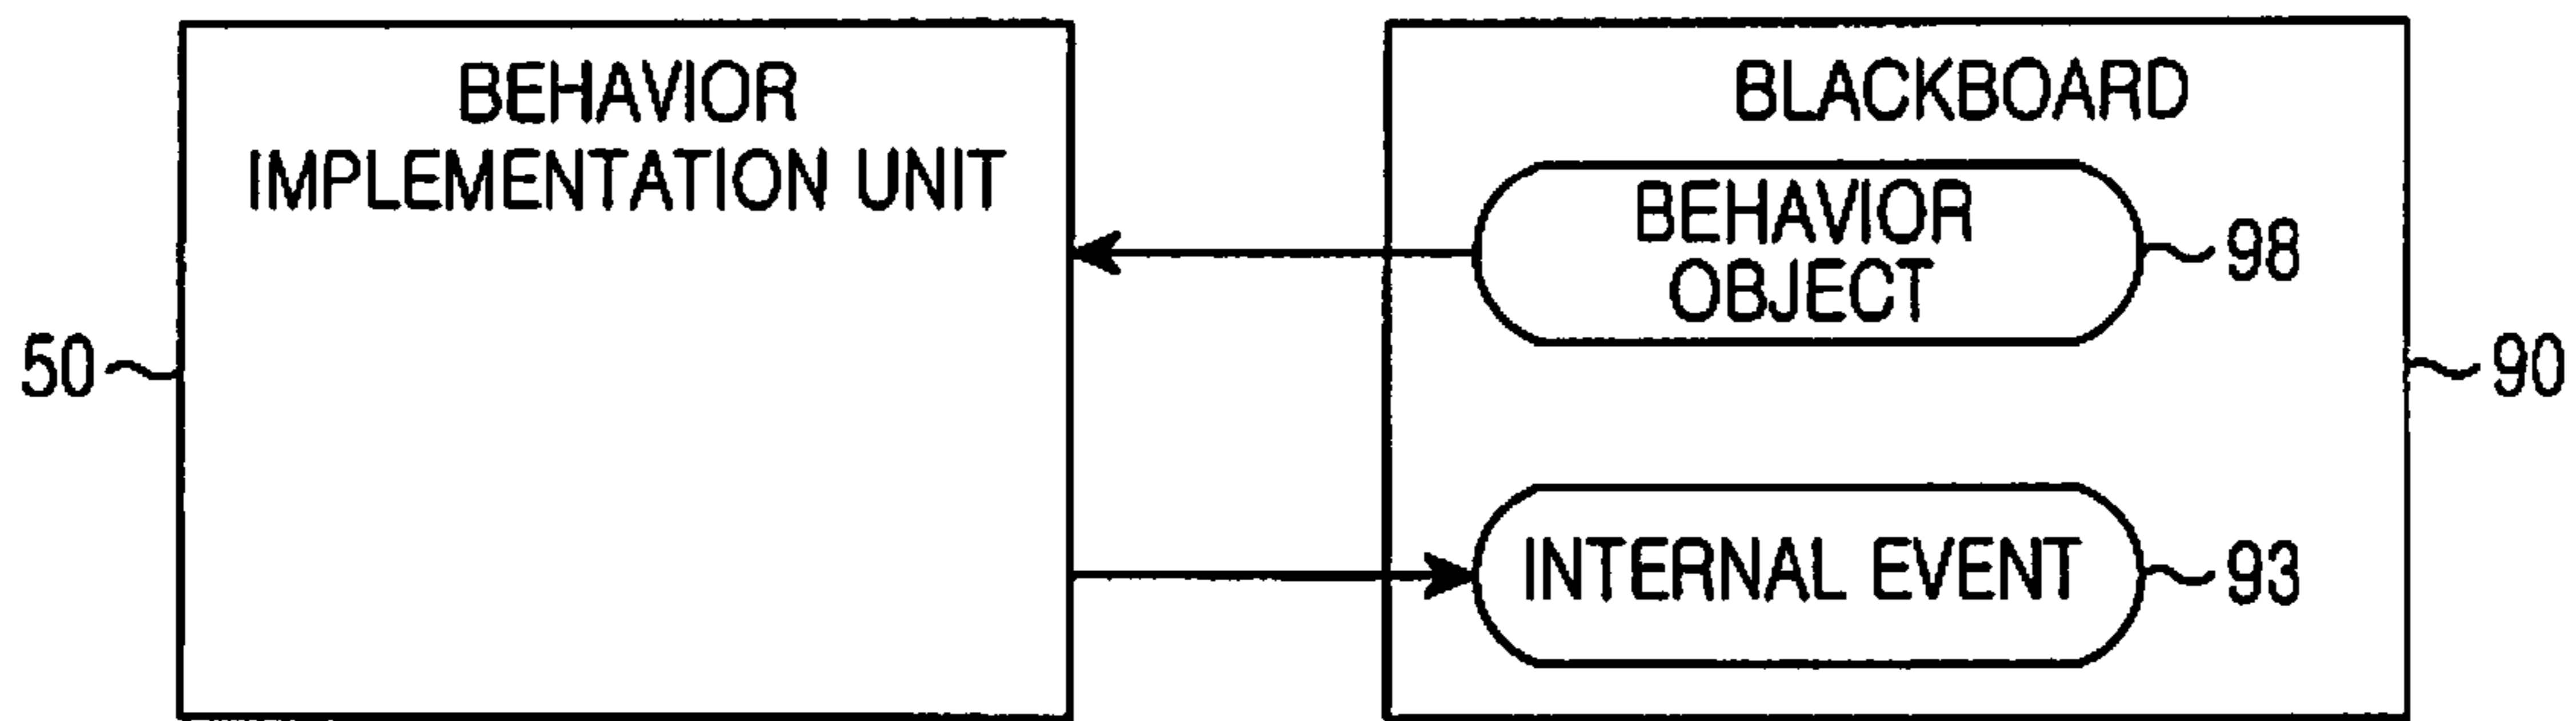 BEHAVIOR
IMPLEMENTATION UNIT
50
BLACKBOARD
BEHAVIOR
OBJECT
98
90
INTERNAL EVENT
93